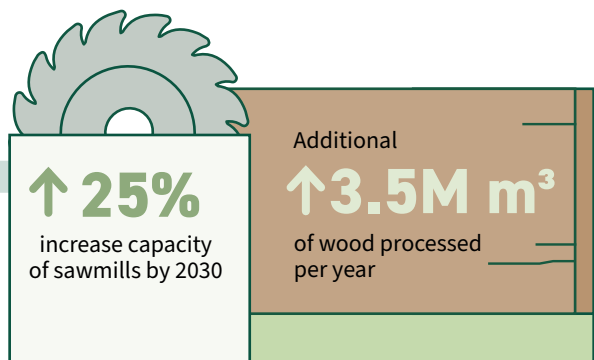 ↑ 25%
increase capacity
of sawmills by 2030
Additional
↑3.5M m³
of wood processed
per year